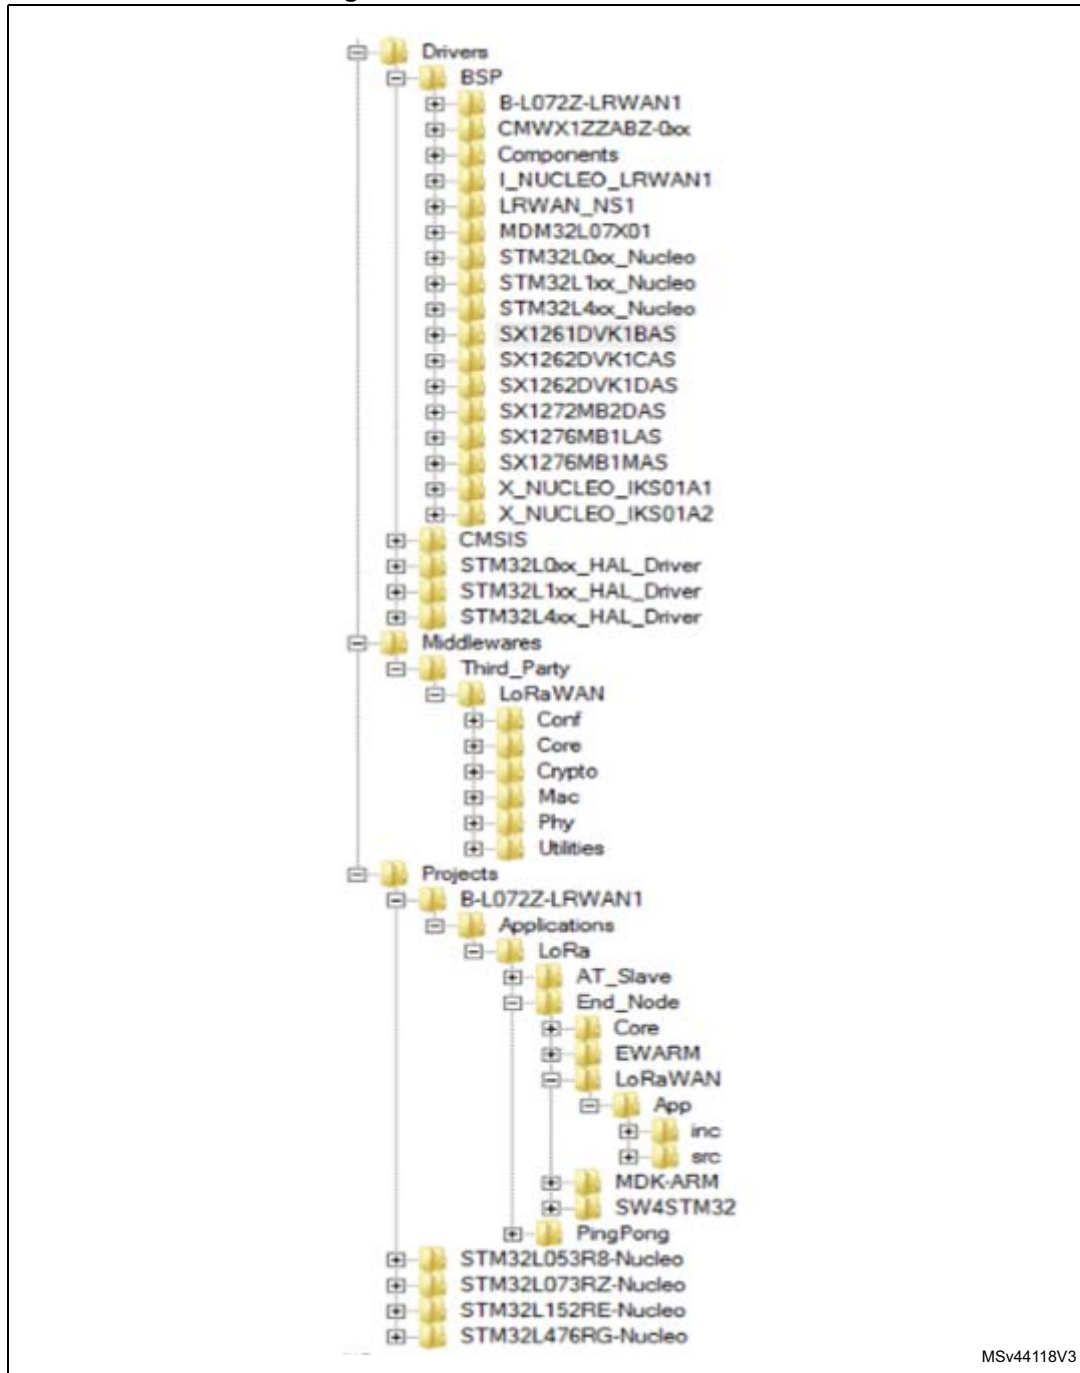 Drivers
BSP
B-L072Z-LRWAN1
CMWX1ZZABZ-0xx
Components
I_NUCLEO_LRWAN1
LRWAN_NS1
MDM32L07X01
STM32L0xx_Nucleo
STM32L1xx_Nucleo
STM32L4xx_Nucleo
SX1261DVK1BAS
SX1262DVK1CAS
SX1262DVK1DAS
SX1272MB2DAS
SX1276MB1LAS
SX1276MB1MAS
X_NUCLEO_IKS01A1
X_NUCLEO_IKS01A2
CMSIS
STM32L0xx_HAL_Driver
STM32L1xx_HAL_Driver
STM32L4xx_HAL_Driver
Middlewares
Third_Party
LoRaWAN
Conf
Core
Crypto
Mac
Phy
Utilities
Projects
B-L072Z-LRWAN1
Applications
LoRa
AT_Slave
End_Node
Core
EWARM
LoRaWAN
App
inc
src
MDK-ARM
SW4STM32
PingPong
STM32L053R8-Nucleo
STM32L073RZ-Nucleo
STM32L152RE-Nucleo
STM32L476RG-Nucleo
MSv44118V3